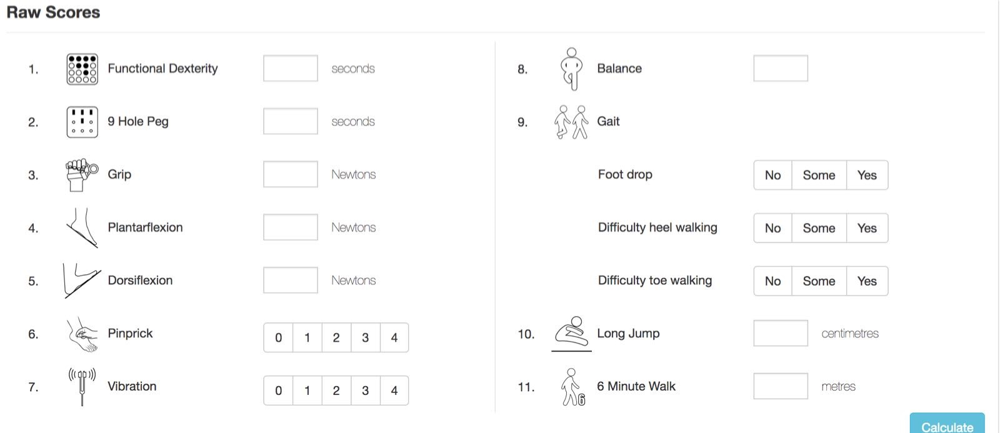 Raw Scores
1. Functional Dexterity seconds
2. 9 Hole Peg seconds
3. Grip Newtons
4. Plantarflexion Newtons
5. Dorsiflexion Newtons
6. Pinprick 0 1 2 3 4
7. Vibration 0 1 2 3 4
8. Balance
9. Gait
Foot drop No Some Yes
Difficulty heel walking No Some Yes
Difficulty toe walking No Some Yes
10. Long Jump centimetres
11. 6 6 Minute Walk metres
Calculate